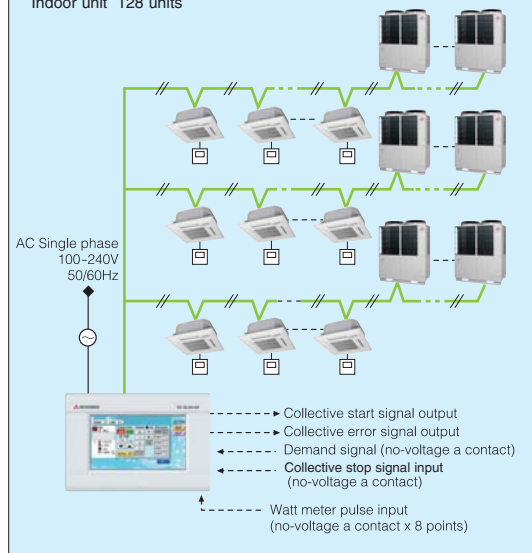 Indoor unit 128 units
AC Single phase
100-240V
50/60Hz
Collective start signal output
Collective error signal output
Demand signal (no-voltage a contact)
Collective stop signal input
(no-voltage a contact)
Watt meter pulse input
(no-voltage a contact x 8 points)